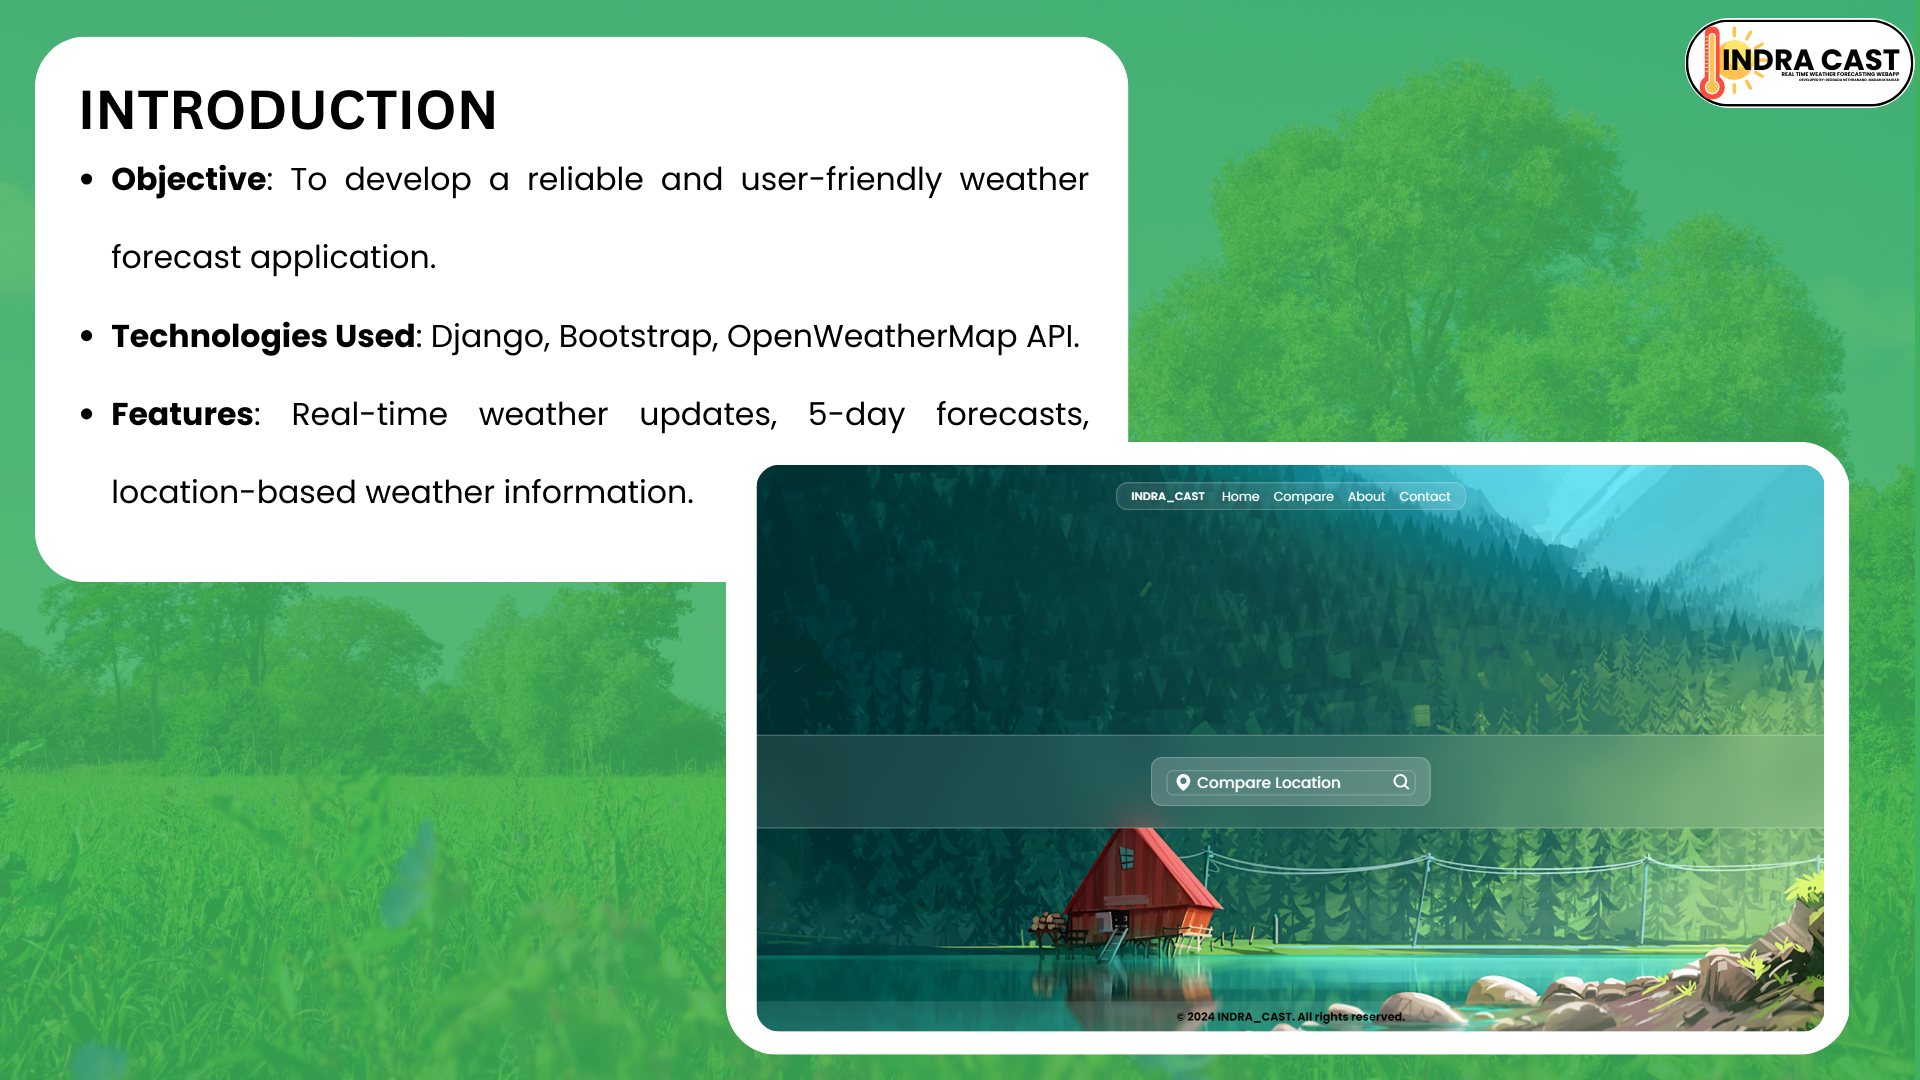 INDRA CAST
REAL TIME WEATHER FORECASTING WEBAPP
INTRODUCTION
• Objective: To develop a reliable and user-friendly weather
forecast application.
• Technologies Used: Django, Bootstrap, OpenWeatherMap API.
• Features: Real-time weather updates, 5-day forecasts,
location-based weather information.
INDRA_CAST Home Compare About Contact
Compare Location
© 2024 INDRA_CAST. All rights reserved.